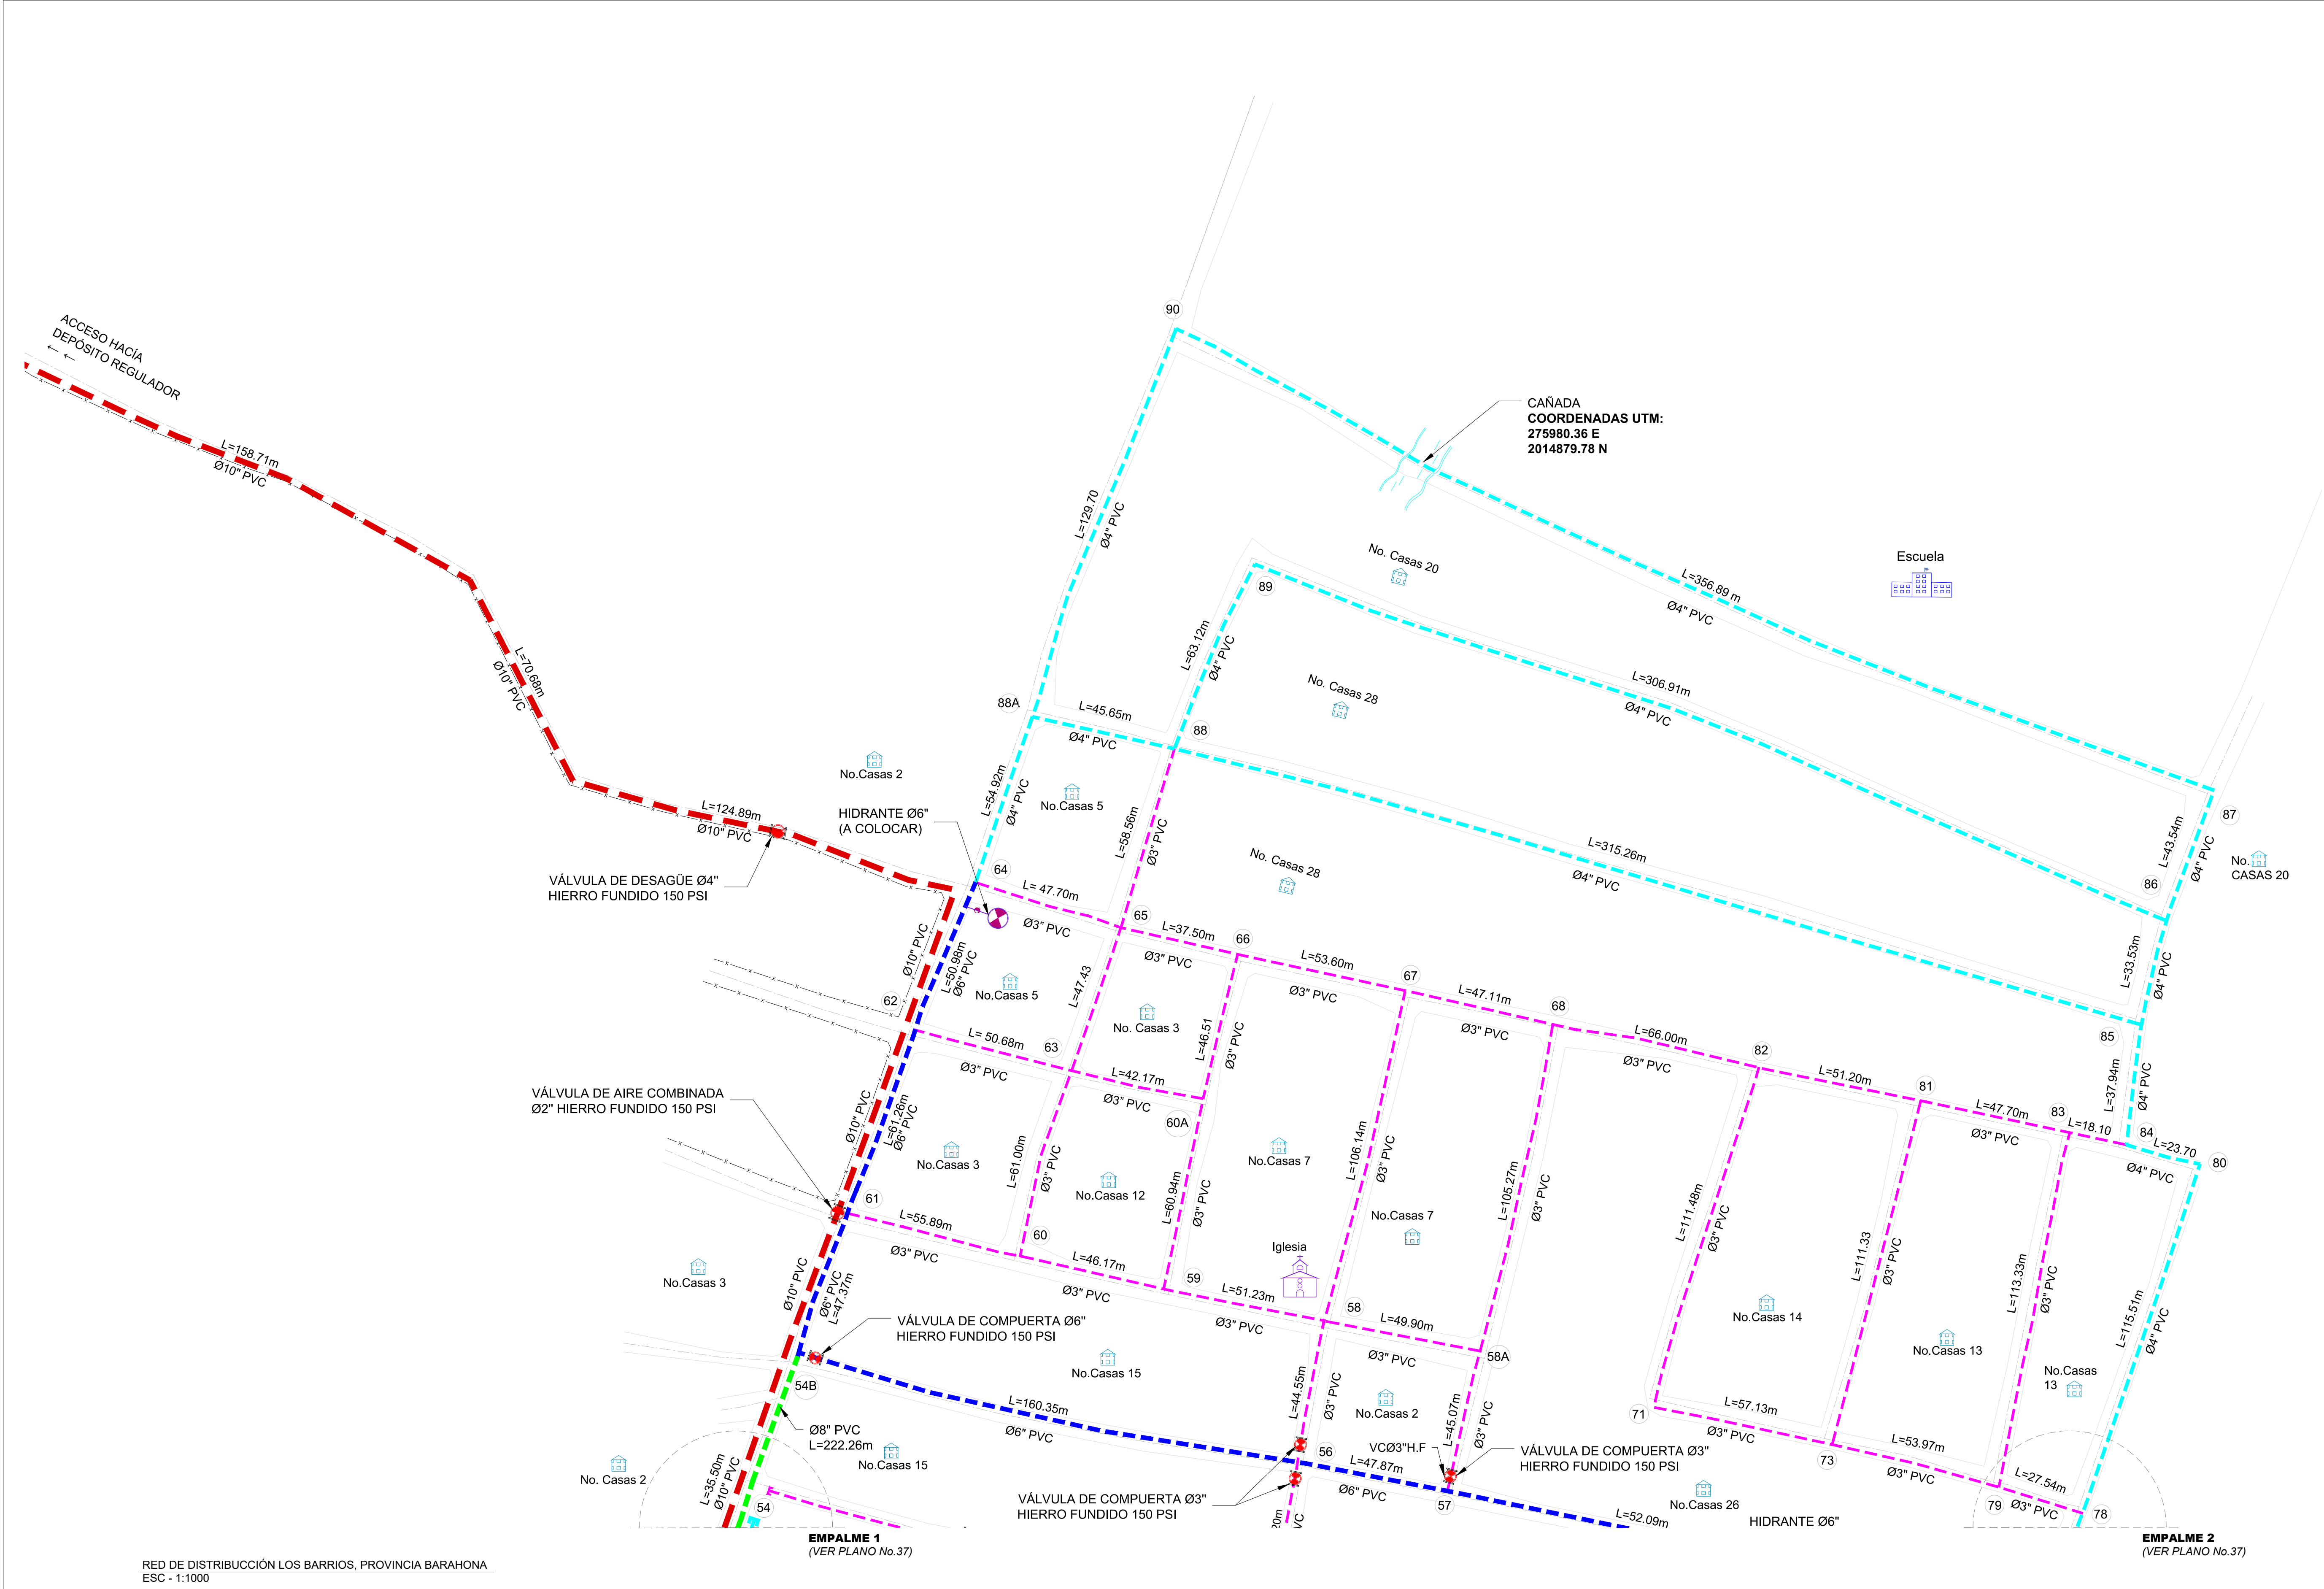 90
ACCESO HACÍA
DEPÓSITO REGULADOR
← ←
CAÑADA
COORDENADAS UTM:
275980.36 E
2014879.78 N
L=158.71m
Ø10" PVC
L=129.70
Ø4" PVC
No. Casas 20
Escuela
L=356.89 m
Ø4" PVC
89
L=63.12m
Ø4" PVC
L=70.68m
Ø10" PVC
No. Casas 28
L=306.91m
Ø4" PVC
88A
L=45.65m
Ø4" PVC
88
No.Casas 2
L=54.92m
Ø4" PVC
No.Casas 5
L=58.56m
Ø3" PVC
L=124.89m
Ø10" PVC
HIDRANTE Ø6"
(A COLOCAR)
87
L=43.54m
Ø4" PVC
No.
CASAS 20
L=315.26m
Ø4" PVC
No. Casas 28
VÁLVULA DE DESAGÜE Ø4"
HIERRO FUNDIDO 150 PSI
64
L= 47.70m
Ø3" PVC
86
65
L=37.50m
Ø3" PVC
66
L=53.60m
Ø3" PVC
67
L=47.11m
Ø3" PVC
68
L=66.00m
Ø3" PVC
L=33.53m
Ø4" PVC
Ø10" PVC
L=50.98m
Ø6" PVC
No.Casas 5
L=47.43
62
No. Casas 3
L=46.51
Ø3" PVC
85
L= 50.68m
Ø3" PVC
63
L=42.17m
Ø3" PVC
82
L=51.20m
81
L=47.70m
Ø3" PVC
83
L=18.10
84
L=23.70
Ø4" PVC
80
L=37.94m
Ø4" PVC
VÁLVULA DE AIRE COMBINADA
Ø2" HIERRO FUNDIDO 150 PSI
Ø10" PVC
L=61.26m
Ø6" PVC
60A
No.Casas 3
L=61.00m
Ø3" PVC
No.Casas 12
L=60.94m
Ø3" PVC
No.Casas 7
L=106.14m
Ø3" PVC
No.Casas 7
L=105.27m
Ø3" PVC
L=111.48m
Ø3" PVC
L=111.33
Ø3" PVC
L=113.33m
Ø3" PVC
L=115.51m
Ø4" PVC
61
L=55.89m
Ø3" PVC
60
L=46.17m
Ø3" PVC
Iglesia
59
L=51.23m
Ø3" PVC
58
L=49.90m
Ø3" PVC
58A
No.Casas 3
Ø10" PVC
Ø6" PVC
L=47.37m
VÁLVULA DE COMPUERTA Ø6"
HIERRO FUNDIDO 150 PSI
No.Casas 14
No.Casas 13
No.Casas
13
No.Casas 15
54B
L=160.35m
Ø6" PVC
L=44.55m
Ø3" PVC
No.Casas 2
L=45.07m
Ø3" PVC
71
L=57.13m
Ø3" PVC
73
L=53.97m
Ø3" PVC
79
L=27.54m
Ø3" PVC
78
Ø8" PVC
L=222.26m
No.Casas 15
No. Casas 2
L=35.50m
Ø10" PVC
54
56
L=47.87m
Ø6" PVC
VCØ3"H.F
57
VÁLVULA DE COMPUERTA Ø3"
HIERRO FUNDIDO 150 PSI
VÁLVULA DE COMPUERTA Ø3"
HIERRO FUNDIDO 150 PSI
No.Casas 26
L=52.09m
HIDRANTE Ø6"
20m
VC
EMPALME 1
(VER PLANO No.37)
EMPALME 2
(VER PLANO No.37)
RED DE DISTRIBUCCIÓN LOS BARRIOS, PROVINCIA BARAHONA
ESC - 1:1000